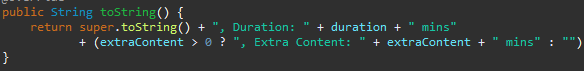 public String toString() {
return super.toString() + ", Duration: " + duration + " mins"
+ (extraContent > 0 ? ", Extra Content: " + extraContent + " mins" : "")
}